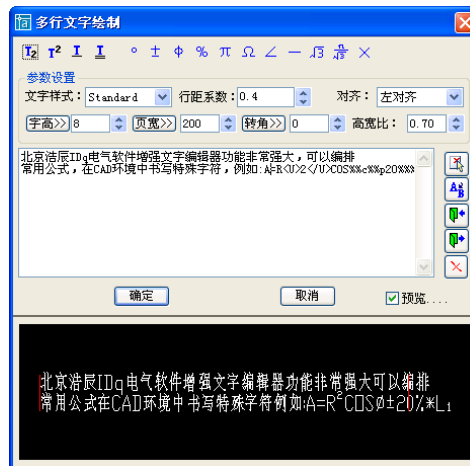 多行文字绘制
T₂ T² I I ° ± Φ % π Ω ∠ — √3 × 
参数设置
文字样式： Standard 行距系数： 0.4 对齐： 左对齐
字高>> 8 页宽>> 200 转角>> 0 高宽比： 0.70
北京浩辰IDq电气软件增强文字编辑器功能非常强大，可以编排
常用公式，在CAD环境中书写特殊字符，例如:A=R<U>2</U>COS%%c%%p20%%%
确定 取消 预览....
北京浩辰IDq电气软件增强文字编辑器功能非常强大可以编排
常用公式在CAD环境中书写特殊字符例如:A=R²COSø±20%*L₁